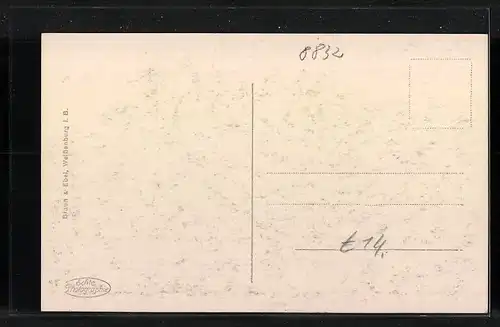 8832
Braun & Ebel, Weißenburg i. B.
€ 14.
Echte
Photographie